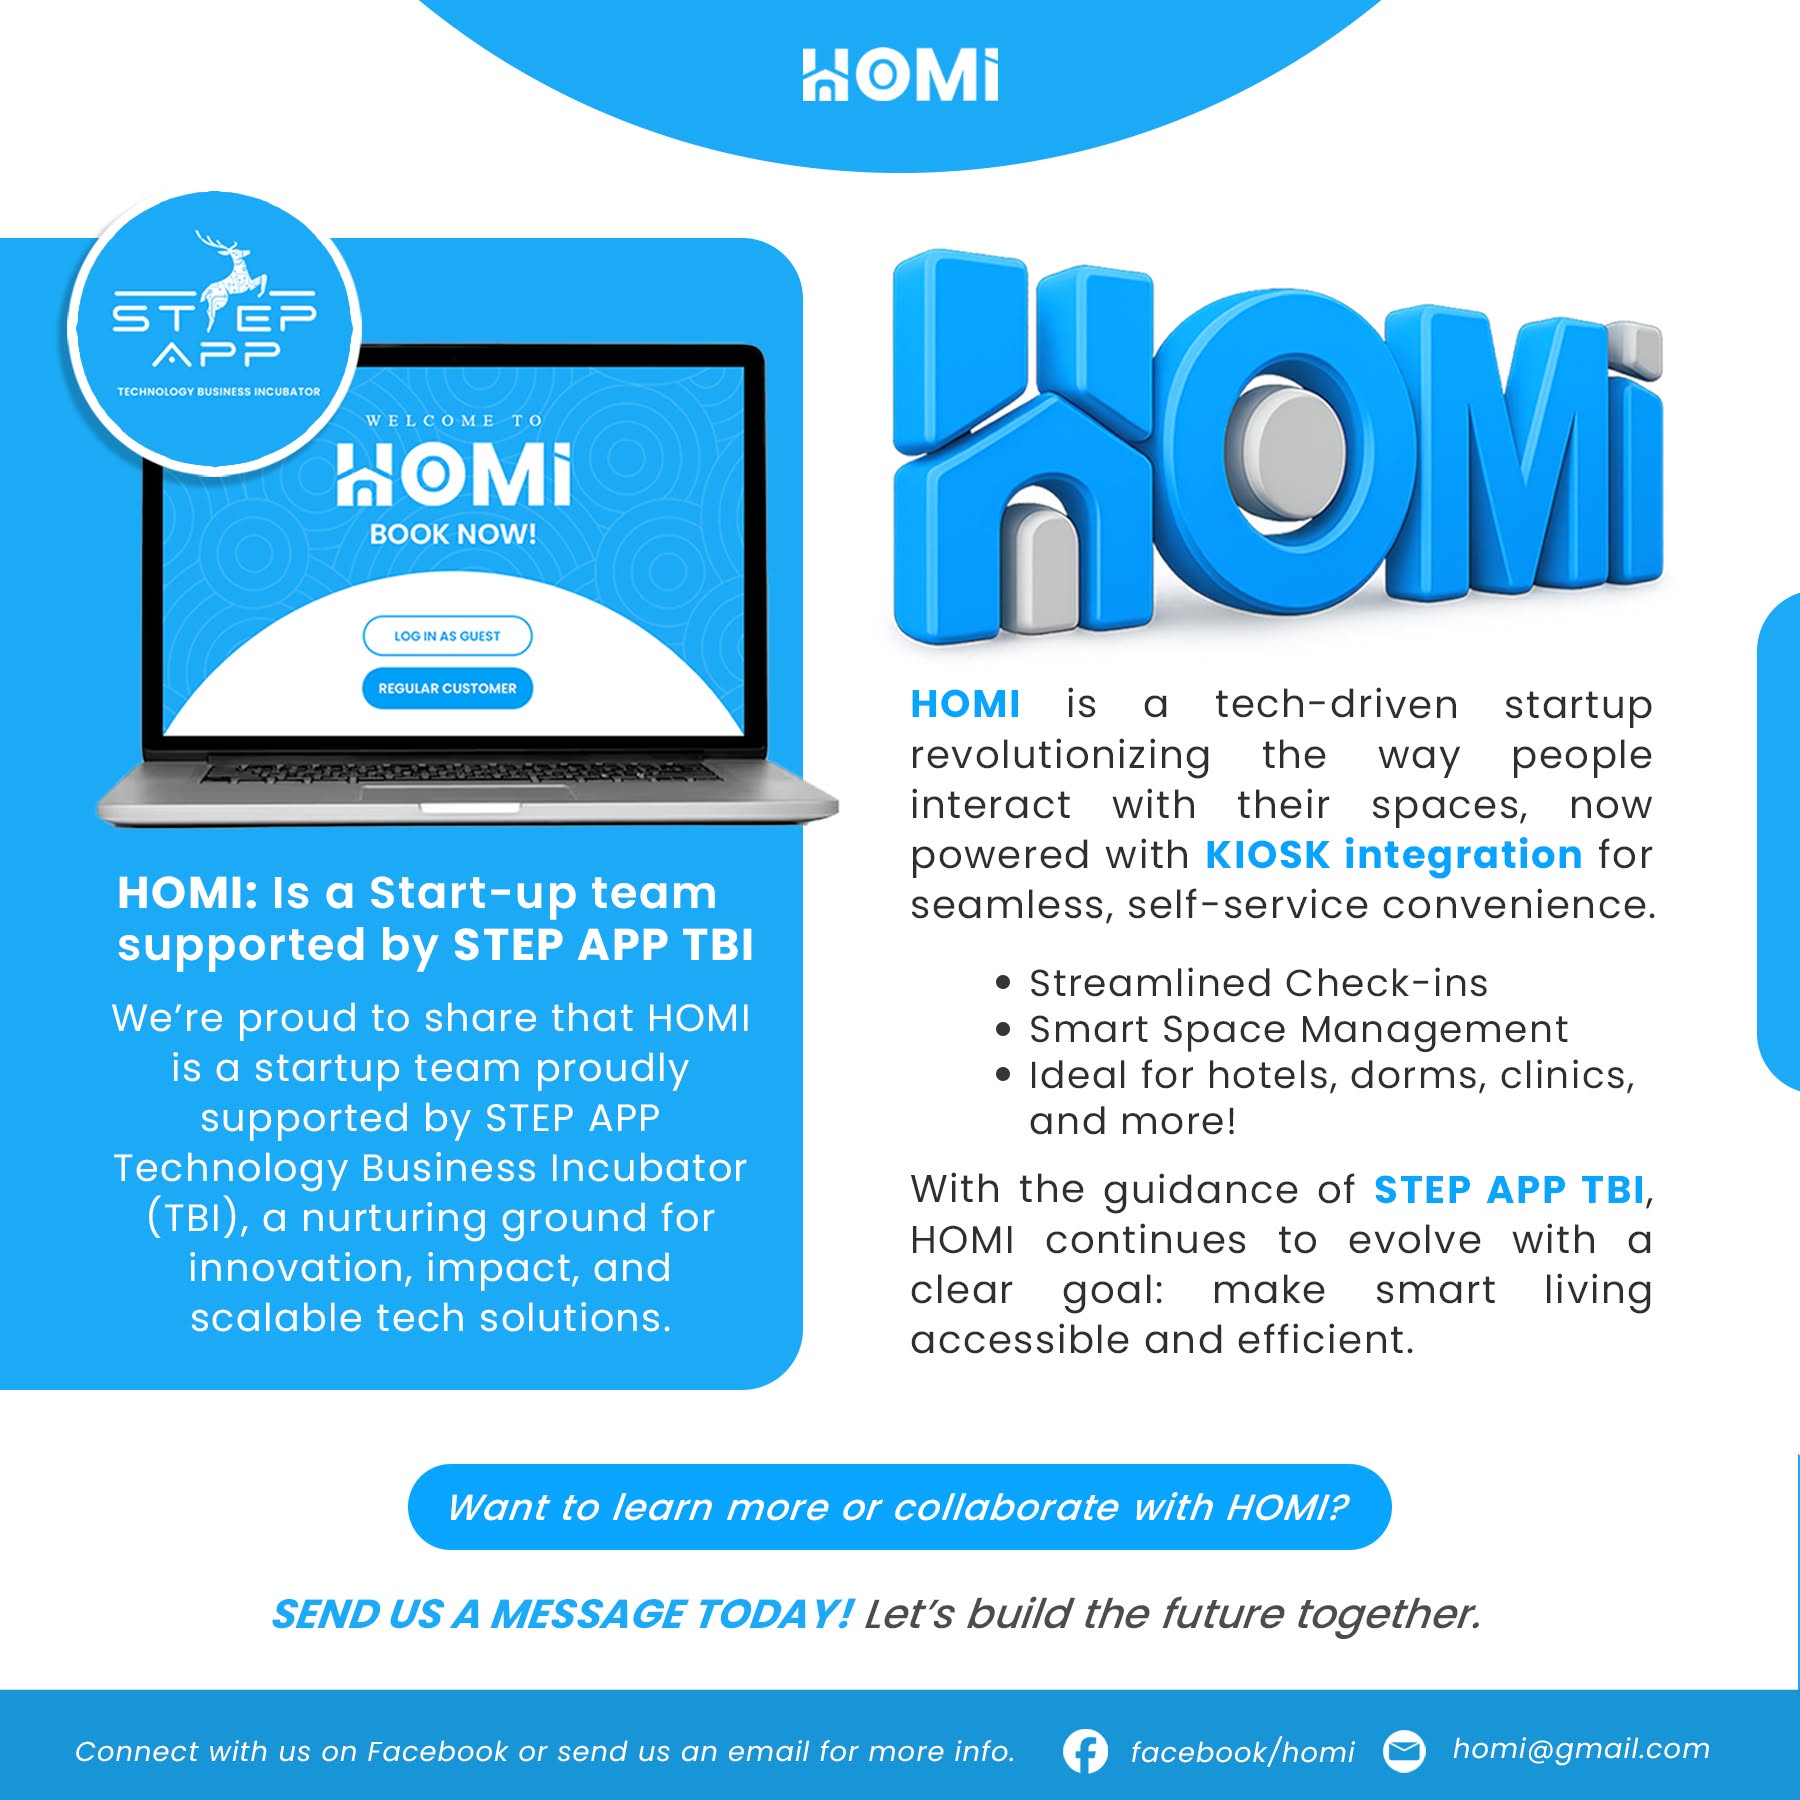 HOMi
STEP
APP
TECHNOLOGY BUSINESS INCUBATOR
WELCOME TO
HOMi
BOOK NOW!
LOG IN AS GUEST
REGULAR CUSTOMER
HOMI: Is a Start-up team
supported by STEP APP TBI
We’re proud to share that HOMI
is a startup team proudly
supported by STEP APP
Technology Business Incubator
(TBI), a nurturing ground for
innovation, impact, and
scalable tech solutions.
HOMi
HOMI is a tech-driven startup
revolutionizing the way people
interact with their spaces, now
powered with KIOSK integration for
seamless, self-service convenience.
• Streamlined Check-ins
• Smart Space Management
• Ideal for hotels, dorms, clinics,
and more!
With the guidance of STEP APP TBI,
HOMI continues to evolve with a
clear goal: make smart living
accessible and efficient.
Want to learn more or collaborate with HOMI?
SEND US A MESSAGE TODAY! Let’s build the future together.
Connect with us on Facebook or send us an email for more info. facebook/homi homi@gmail.com